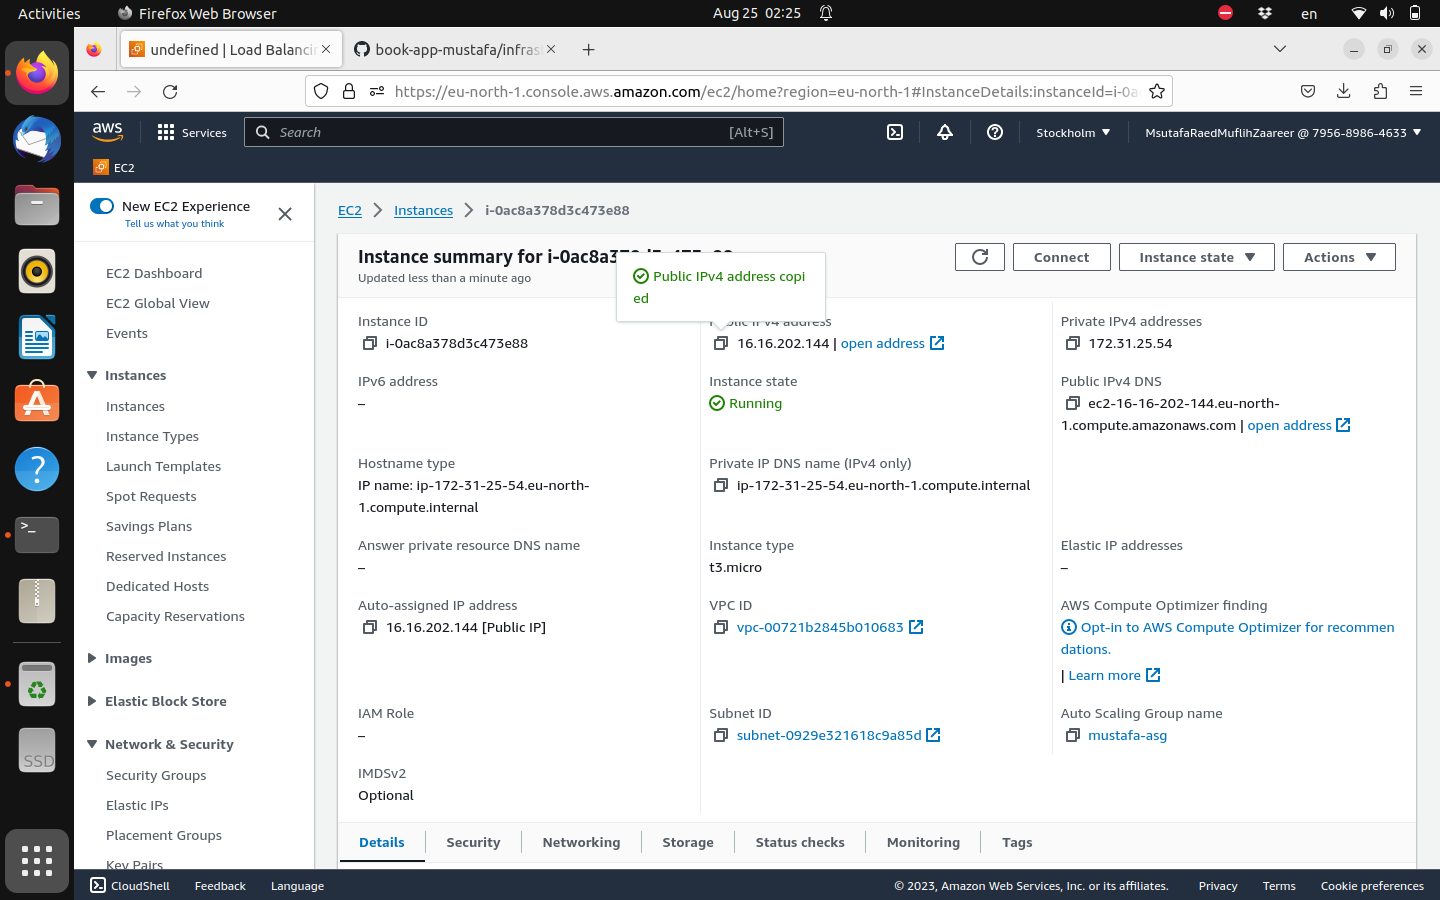 Activities
Firefox Web Browser
Aug 25 02:25
en
undefined | Load Balancin
book-app-mustafa/infras
https://eu-north-1.console.aws.amazon.com/ec2/home?region=eu-north-1#InstanceDetails:instanceId=i-0ac
aws
Services
Search
[Alt+S]
Stockholm
MsutafaRaedMuflihZaareer @ 7956-8986-4633
EC2
New EC2 Experience
Tell us what you think
EC2 Dashboard
EC2 Global View
Events
Instances
Instances
Instance Types
Launch Templates
Spot Requests
Savings Plans
Reserved Instances
Dedicated Hosts
Capacity Reservations
Images
Elastic Block Store
Network & Security
Security Groups
Elastic IPs
Placement Groups
Key Pairs
EC2 > Instances > i-0ac8a378d3c473e88
Instance summary for
Updated less than a minute ago
Public IPv4 address copi
ed
Connect
Instance state
Actions
Instance ID
i-0ac8a378d3c473e88
Public IPv4 address
16.16.202.144 | open address
Private IPv4 addresses
172.31.25.54
IPv6 address
–
Instance state
Running
Public IPv4 DNS
ec2-16-16-202-144.eu-north-
1.compute.amazonaws.com | open address
Hostname type
IP name: ip-172-31-25-54.eu-north-
1.compute.internal
Private IP DNS name (IPv4 only)
ip-172-31-25-54.eu-north-1.compute.internal
Answer private resource DNS name
–
Instance type
t3.micro
Elastic IP addresses
–
Auto-assigned IP address
16.16.202.144 [Public IP]
VPC ID
vpc-00721b2845b010683
AWS Compute Optimizer finding
Opt-in to AWS Compute Optimizer for recommen
dations.
| Learn more
IAM Role
–
Subnet ID
subnet-0929e321618c9a85d
Auto Scaling Group name
mustafa-asg
IMDSv2
Optional
Details
Security
Networking
Storage
Status checks
Monitoring
Tags
SSD
CloudShell
Feedback
Language
© 2023, Amazon Web Services, Inc. or its affiliates.
Privacy
Terms
Cookie preferences